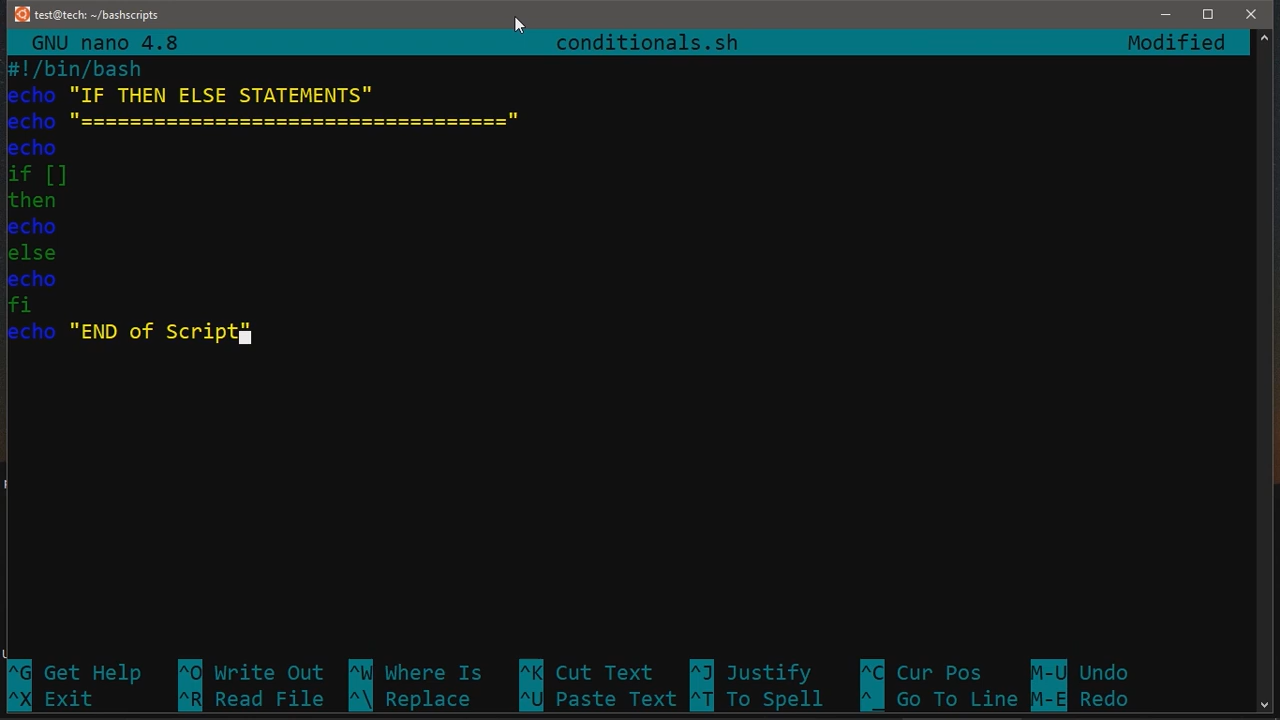 test@tech: ~/bashscripts
GNU nano 4.8 conditionals.sh Modified
#!/bin/bash
echo "IF THEN ELSE STATEMENTS"
echo "==================================="
echo
if []
then
echo
else
echo
fi
echo "END of Script"
^G Get Help ^O Write Out ^W Where Is ^K Cut Text ^J Justify ^C Cur Pos M-U Undo
^X Exit ^R Read File ^\ Replace ^U Paste Text ^T To Spell ^_ Go To Line M-E Redo